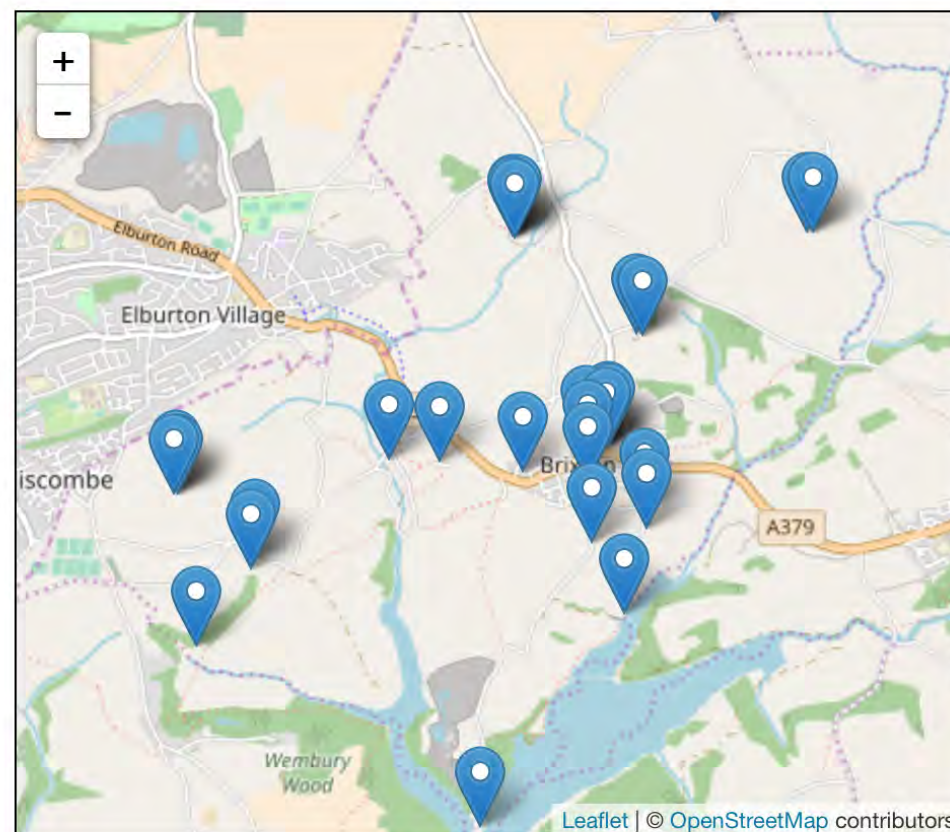 +
−
Elburton Road
Elburton Village
iscombe
A379
Wembury
Wood
Leaflet | © OpenStreetMap contributors